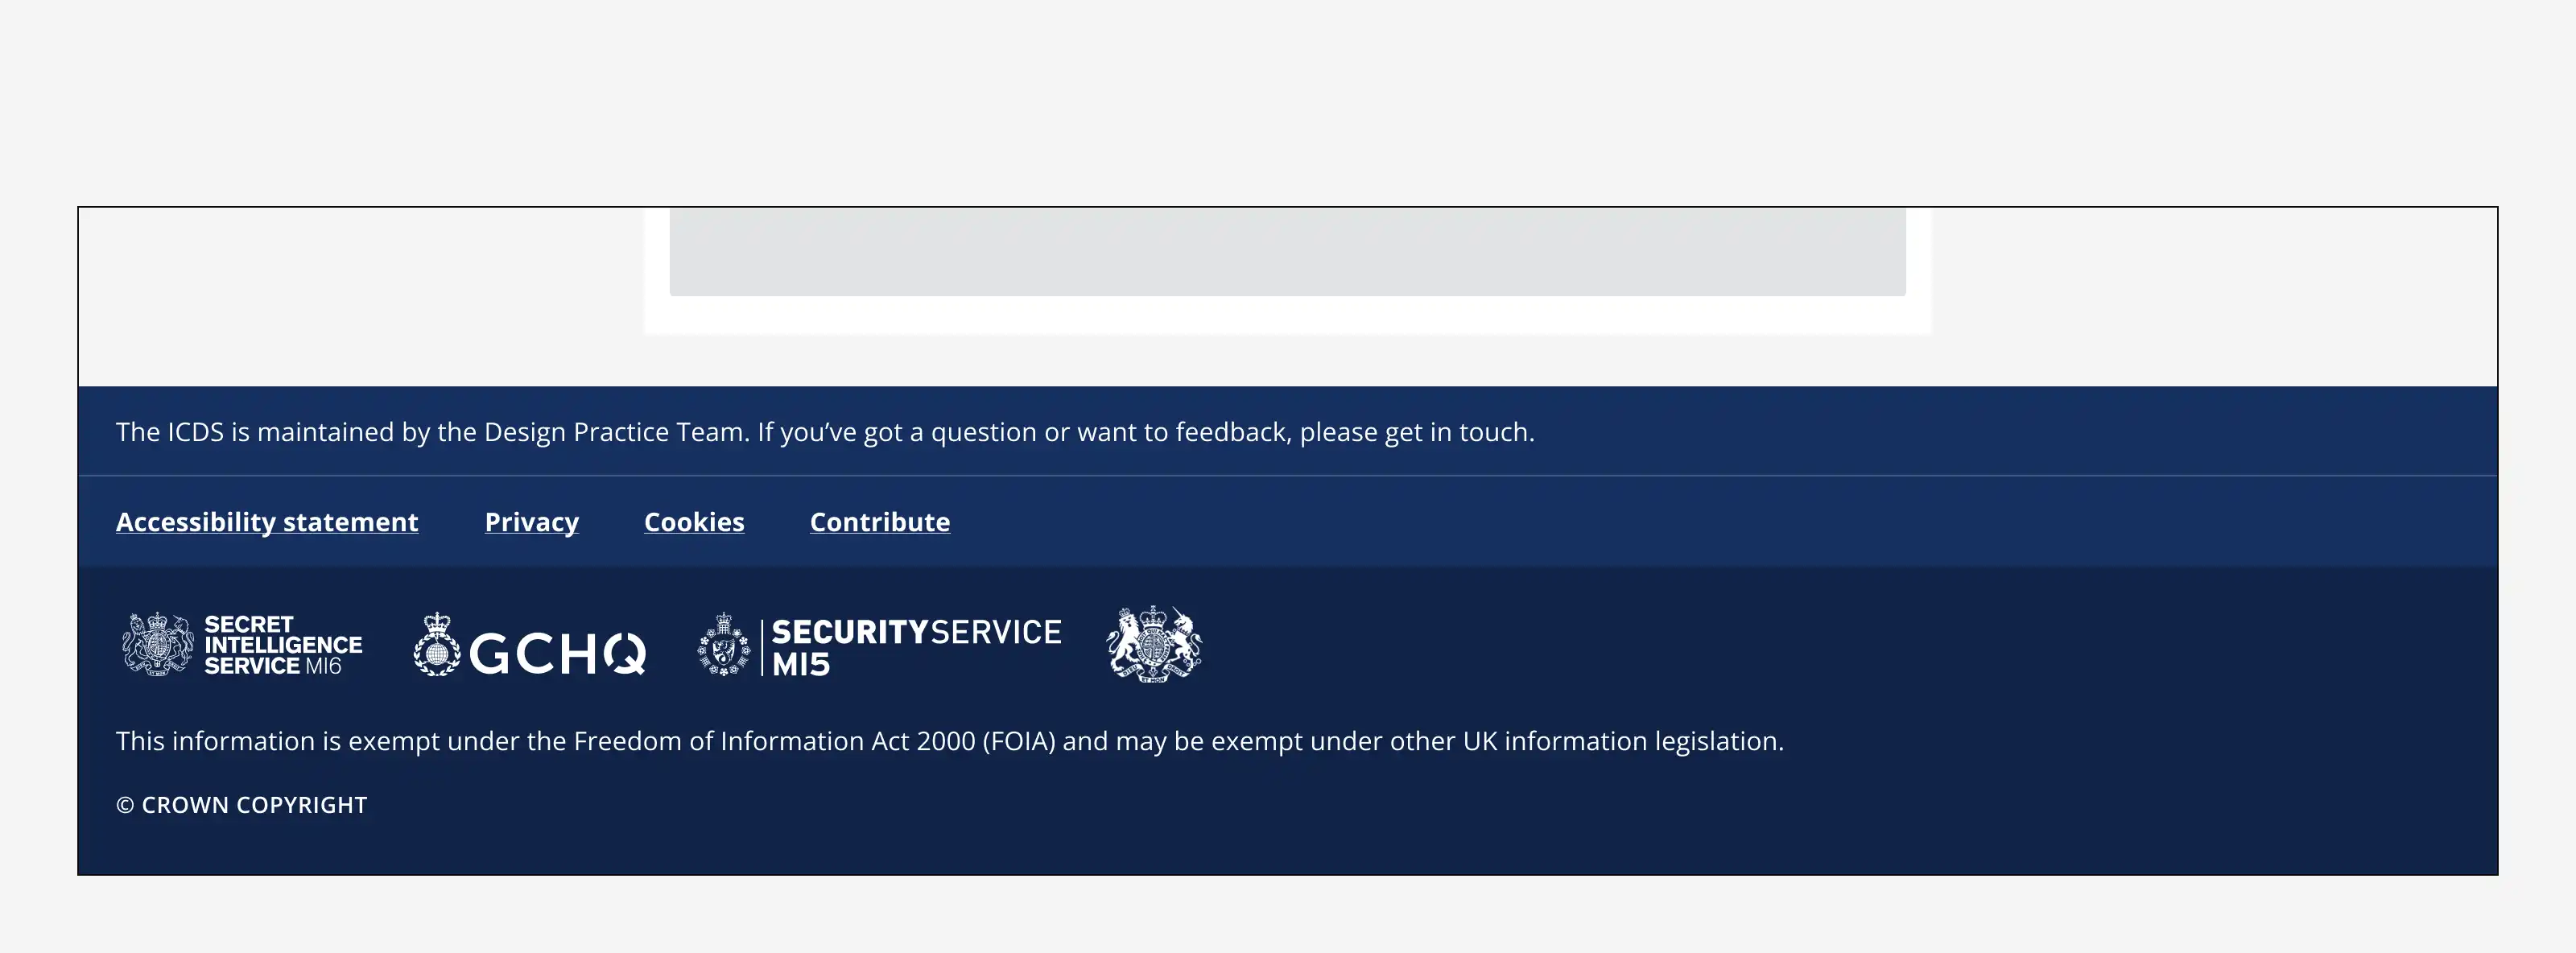 The ICDS is maintained by the Design Practice Team. If you’ve got a question or want to feedback, please get in touch.
Accessibility statement Privacy Cookies Contribute
SECRET
INTELLIGENCE
SERVICE MI6
GCHQ
SECURITYSERVICE
MI5
This information is exempt under the Freedom of Information Act 2000 (FOIA) and may be exempt under other UK information legislation.
© CROWN COPYRIGHT